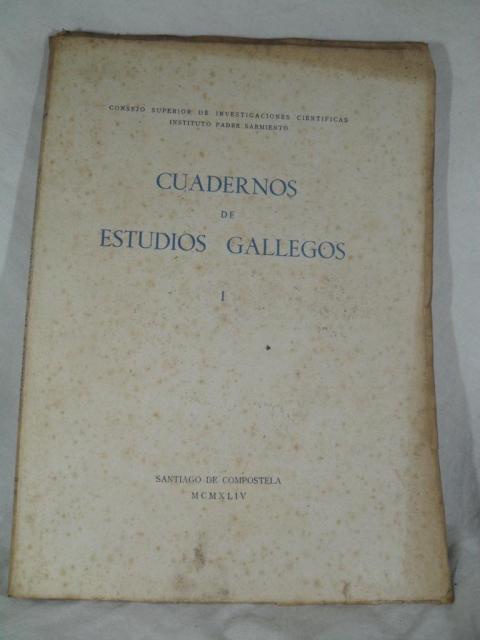 CONSEJO SUPERIOR DE INVESTIGACIONES CIENTIFICAS
INSTITUTO PADRE SARMIENTO
CUADERNOS
DE
ESTUDIOS GALLEGOS
I
SANTIAGO DE COMPOSTELA
MCMXLIV